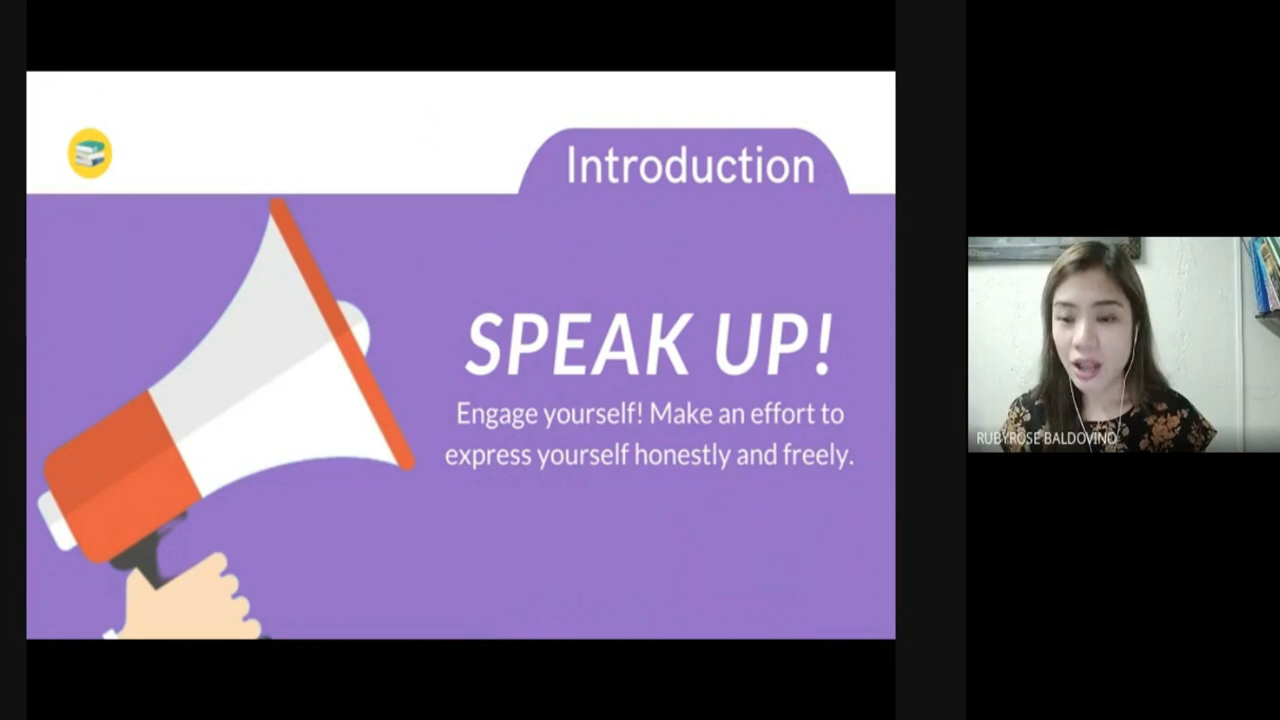 Introduction
SPEAK UP!
Engage yourself! Make an effort to
express yourself honestly and freely.
RUBYROSE BALDOVINO